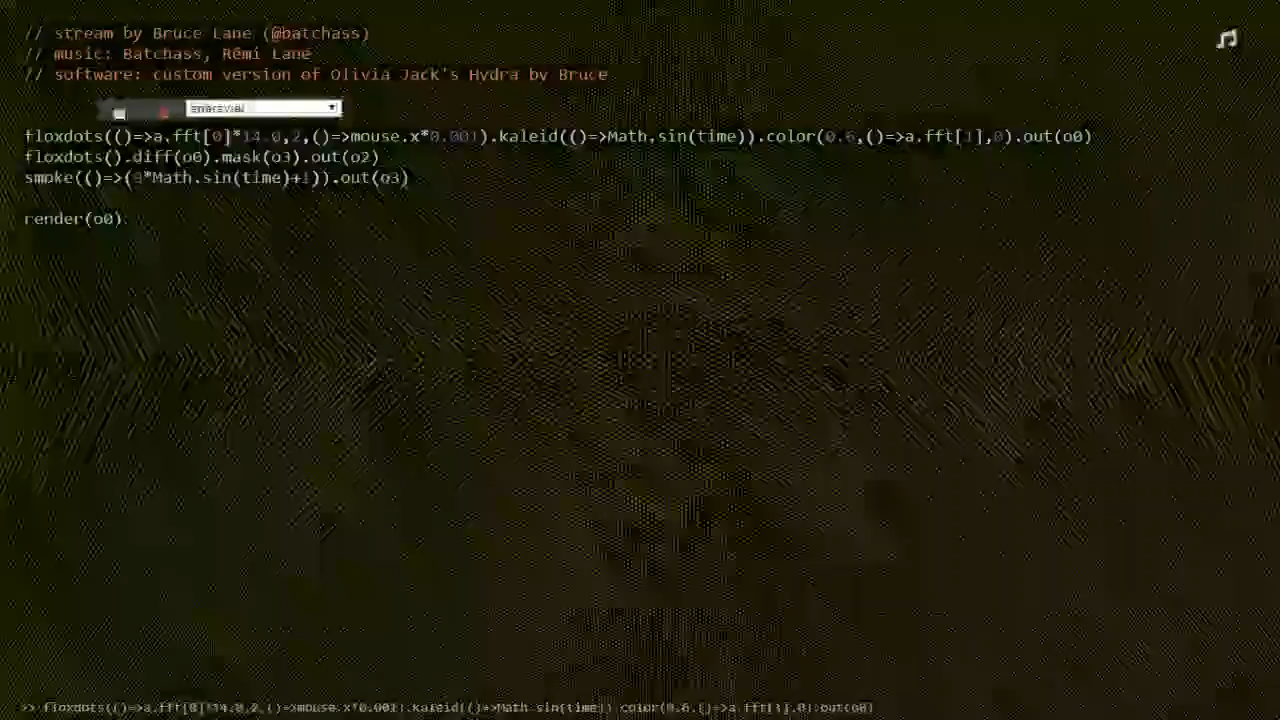 // stream by Bruce Lane (@batchass)
// music: Batchass, Rémi Lane
// software: custom version of Olivia Jack's Hydra by Bruce
floxdots(()=>a.fft[0]*14.0,2,()=>mouse.x*0.001).kaleid(()=>Math.sin(time)).color(0.6,()=>a.fft[1],0).out(o0)
floxdots().diff(o0).mask(o3).out(o2)
smoke(()=>(9*Math.sin(time)+1)).out(o3)
render(o0)
>> floxdots(()=>a.fft[0]*14.0,2,()=>mouse.x*0.001).kaleid(()=>Math.sin(time)).color(0.6,()=>a.fft[1],0).out(o0)